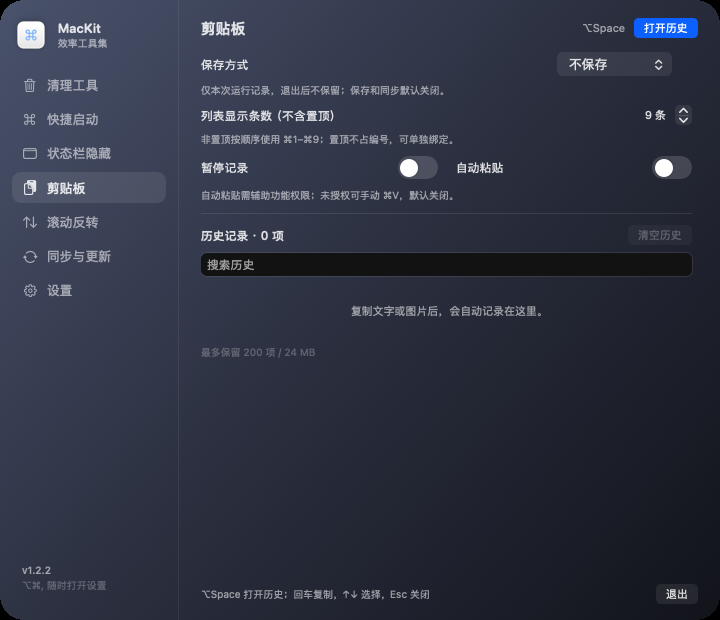 MacKit
效率工具集
清理工具
快捷启动
状态栏隐藏
剪贴板
滚动反转
同步与更新
设置
v1.2.2
⌥⌘, 随时打开设置
剪贴板
⌥Space 打开历史
保存方式 不保存
仅本次运行记录，退出后不保留；保存和同步默认关闭。
列表显示条数 (不含置顶) 9 条
非置顶按顺序使用 ⌘1–⌘9；置顶不占编号，可单独绑定。
暂停记录 自动粘贴
自动粘贴需辅助功能权限：未授权可手动 ⌘V，默认关闭。
历史记录 · 0 项 清空历史
搜索历史
复制文字或图片后，会自动记录在这里。
最多保留 200 项 / 24 MB
⌥Space 打开历史：回车复制，↑↓ 选择，Esc 关闭 退出